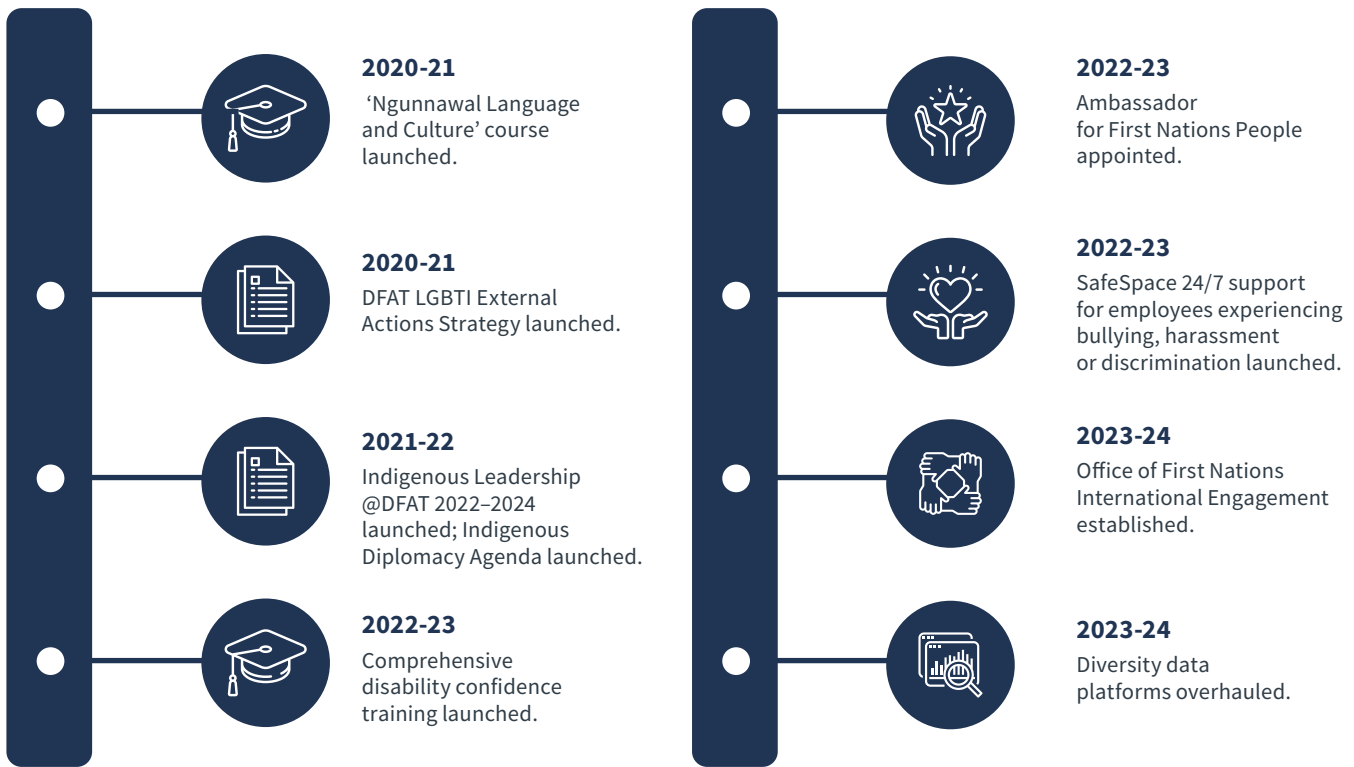 2020-21
‘Ngunnawal Language
and Culture’ course
launched.
2020-21
DFAT LGBTI External
Actions Strategy launched.
2021-22
Indigenous Leadership
@DFAT 2022–2024
launched; Indigenous
Diplomacy Agenda launched.
2022-23
Comprehensive
disability confidence
training launched.
2022-23
Ambassador
for First Nations People
appointed.
2022-23
SafeSpace 24/7 support
for employees experiencing
bullying, harassment
or discrimination launched.
2023-24
Office of First Nations
International Engagement
established.
2023-24
Diversity data
platforms overhauled.